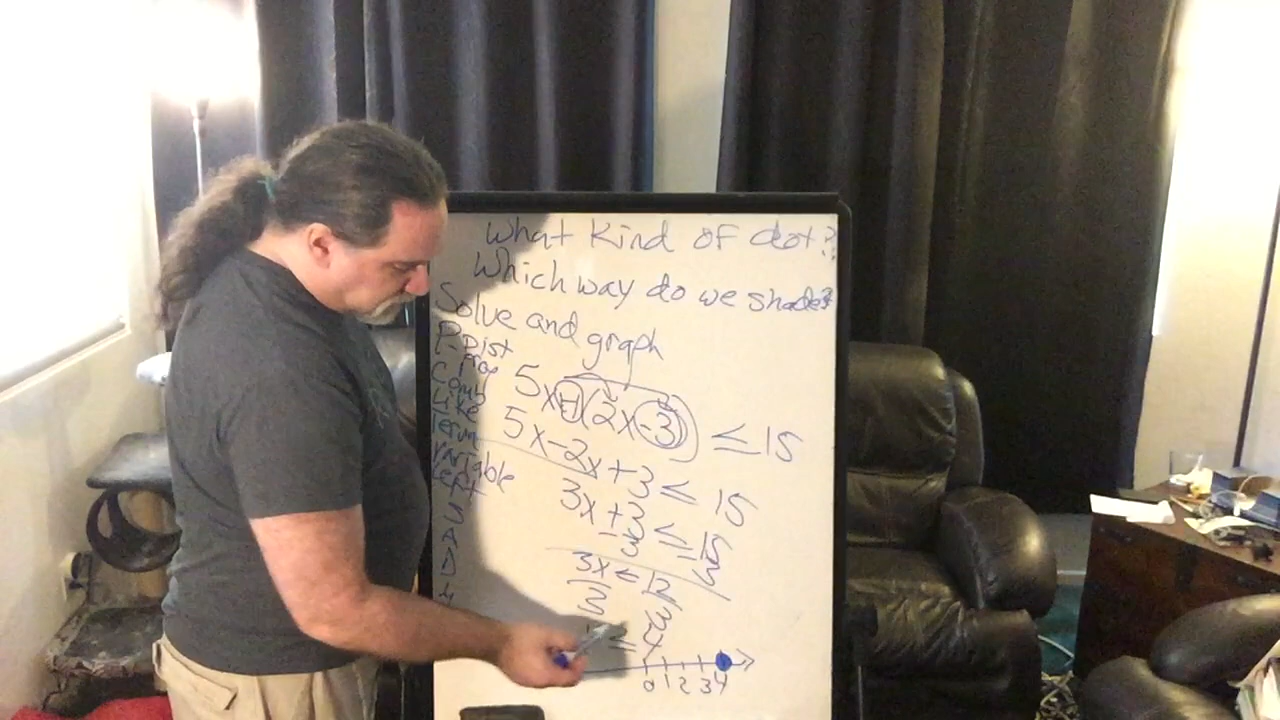 What kind of dot?
Which way do we shade?
Solve and graph
P Dist
Prop
Comb
Like
Term
Variable
Left
S
A
D
M
5x-(2x-3) ≤ 15
5x-2x+3 ≤ 15
3x+3 ≤ 15
-3 -3
3x ≤ 12
3 3
≤ 4
0 1 2 3 4